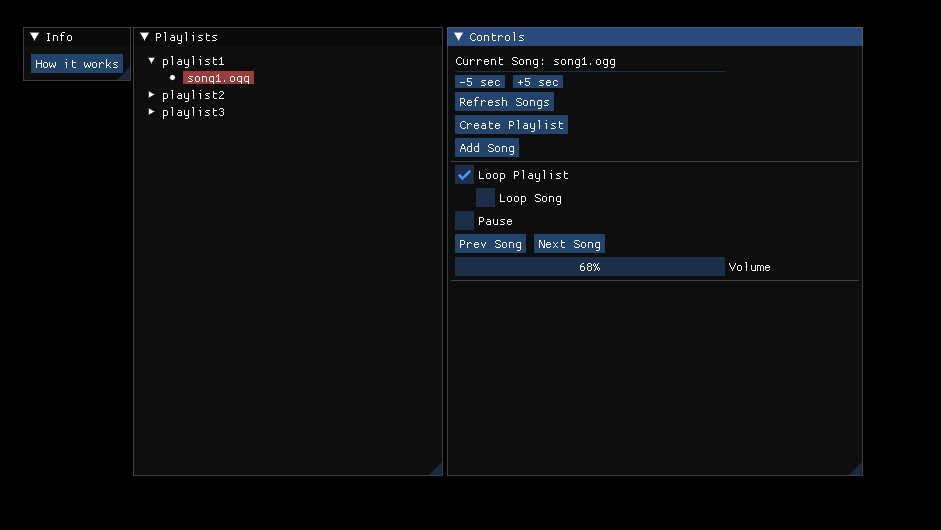 Info
How it works
Playlists
playlist1
song1.ogg
playlist2
playlist3
Controls
Current Song: song1.ogg
-5 sec +5 sec
Refresh Songs
Create Playlist
Add Song
Loop Playlist
Loop Song
Pause
Prev Song Next Song
68% Volume